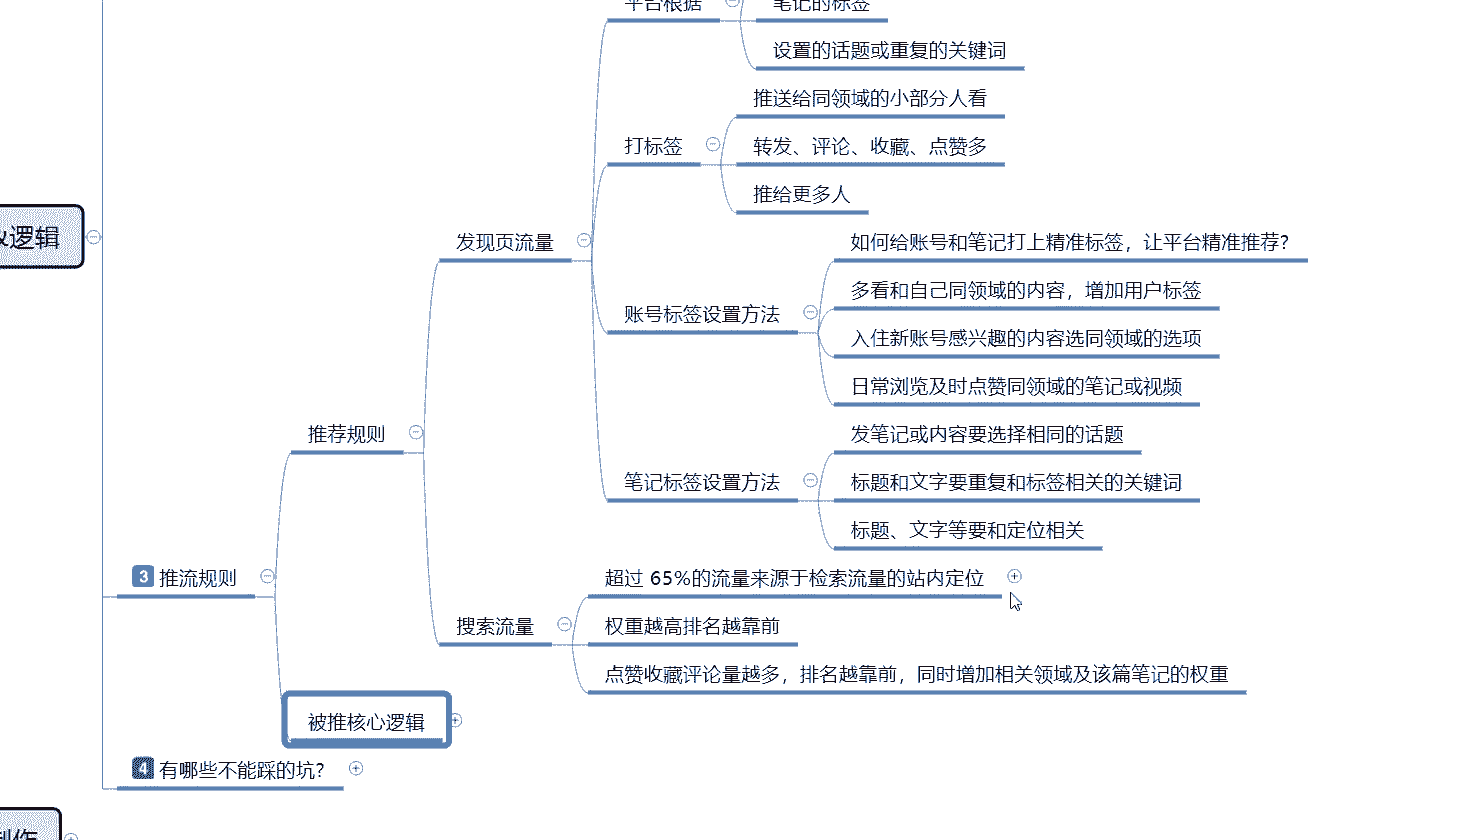 平台根据
笔记的标签
设置的话题或重复的关键词
推送给同领域的小部分人看
打标签
转发、评论、收藏、点赞多
推给更多人
逻辑
发现页流量
如何给账号和笔记打上精准标签，让平台精准推荐？
多看和自己同领域的内容，增加用户标签
账号标签设置方法
入住新账号感兴趣的内容选同领域的选项
日常浏览及时点赞同领域的笔记或视频
推荐规则
发笔记或内容要选择相同的话题
笔记标签设置方法
标题和文字要重复和标签相关的关键词
标题、文字等要和定位相关
3 推流规则
超过 65%的流量来源于检索流量的站内定位
搜索流量
权重越高排名越靠前
点赞收藏评论量越多，排名越靠前，同时增加相关领域及该篇笔记的权重
被推核心逻辑
4 有哪些不能踩的坑？
制作